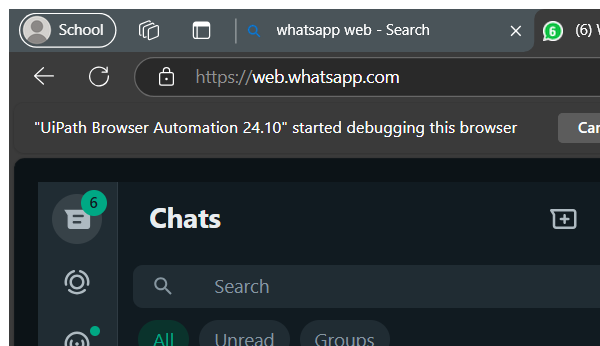 School
whatsapp web - Search
6
(6)
https://web.whatsapp.com
"UiPath Browser Automation 24.10" started debugging this browser
6
Chats
Search
All
Unread
Groups